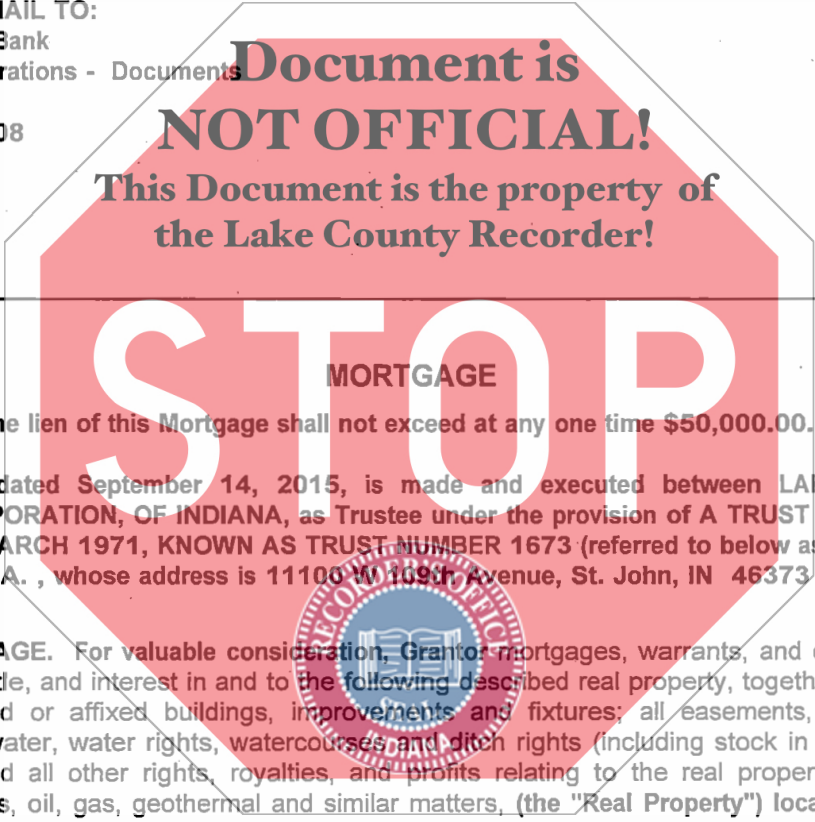 AIL TO:
Bank
rations - Documents
Document is
NOT OFFICIAL!
08
This Document is the property of
the Lake County Recorder!
STOP
MORTGAGE
e lien of this Mortgage shall not exceed at any one time $50,000.00.
dated September 14, 2015, is made and executed between LA
PORATION, OF INDIANA, as Trustee under the provision of A TRUST
ARCH 1971, KNOWN AS TRUST NUMBER 1673 (referred to below as
A. , whose address is 11100 W 109th Avenue, St. John, IN 46373
RECORDER'S OFFICE
SEAL
INDIANA
AGE. For valuable consideration, Grantor mortgages, warrants, and
le, and interest in and to the following described real property, togeth
d or affixed buildings, improvements and fixtures; all easements,
ater, water rights, watercourses and ditch rights (including stock in
d all other rights, royalties, and profits relating to the real proper
s, oil, gas, geothermal and similar matters, (the "Real Property") loca